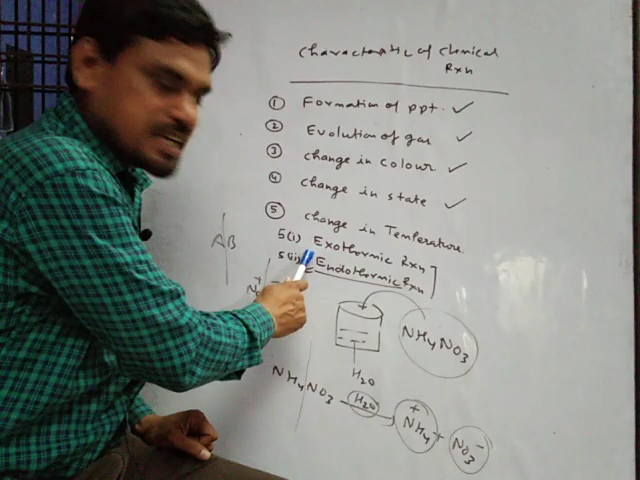 Characteristic of Chemical
Rxn
① Formation of ppt. ✓
② Evolution of gas ✓
③ change in colour ✓
④ change in state ✓
⑤ change in Temperature
5(i) Exothermic Rxn
5(ii) Endothermic Rxn
AB
NH4NO3
H2O
NH4NO3 H2O → NH4+ + NO3-